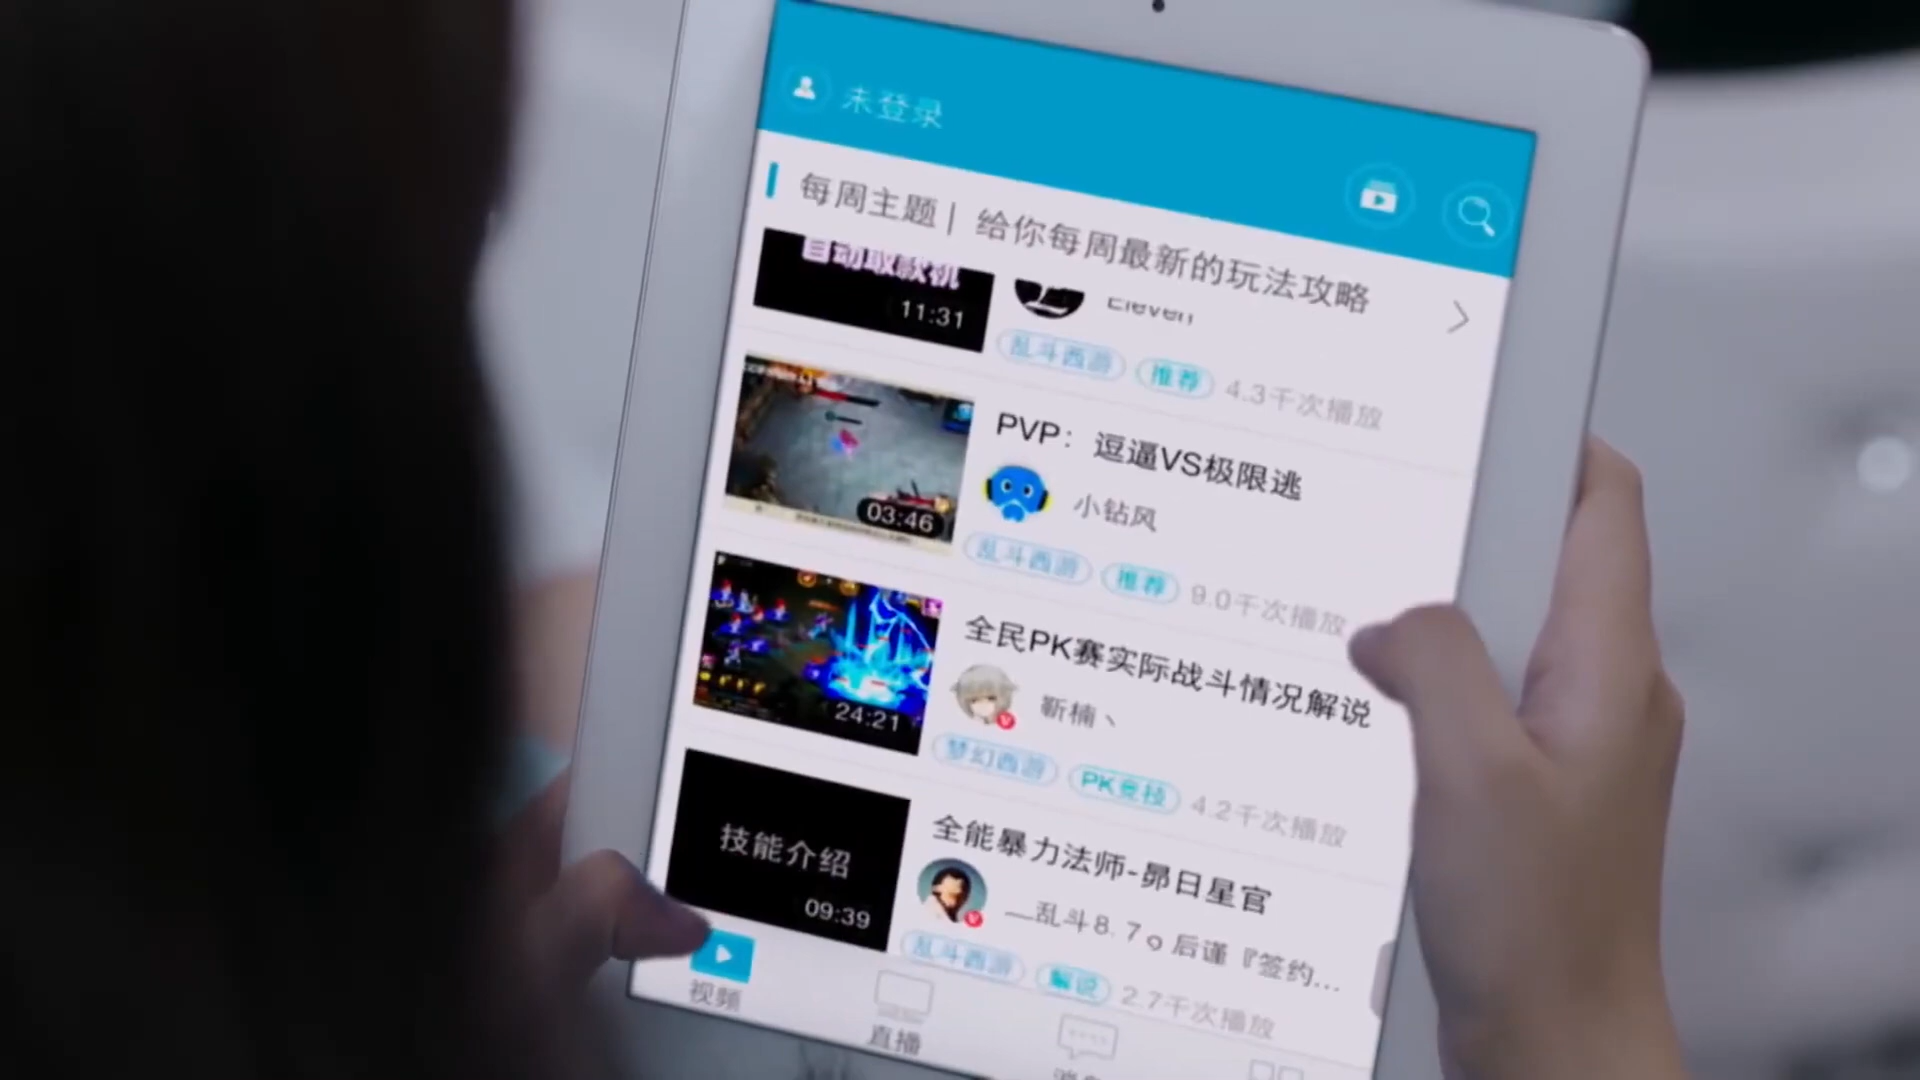 未登录
每周主题 | 给你每周最新的玩法攻略
自动取款机
11:31
Eleven
乱斗西游 推荐 4.3千次播放
03:46
PVP：逗逼VS极限逃
小钻风
乱斗西游 推荐 9.0千次播放
24:21
全民PK赛实际战斗情况解说
靳楠丶
梦幻西游 PK竞技 4.2千次播放
技能介绍
09:39
全能暴力法师-昴日星官
—乱斗8.7。后谨『签约...
乱斗西游 解说 2.7千次播放
视频
直播